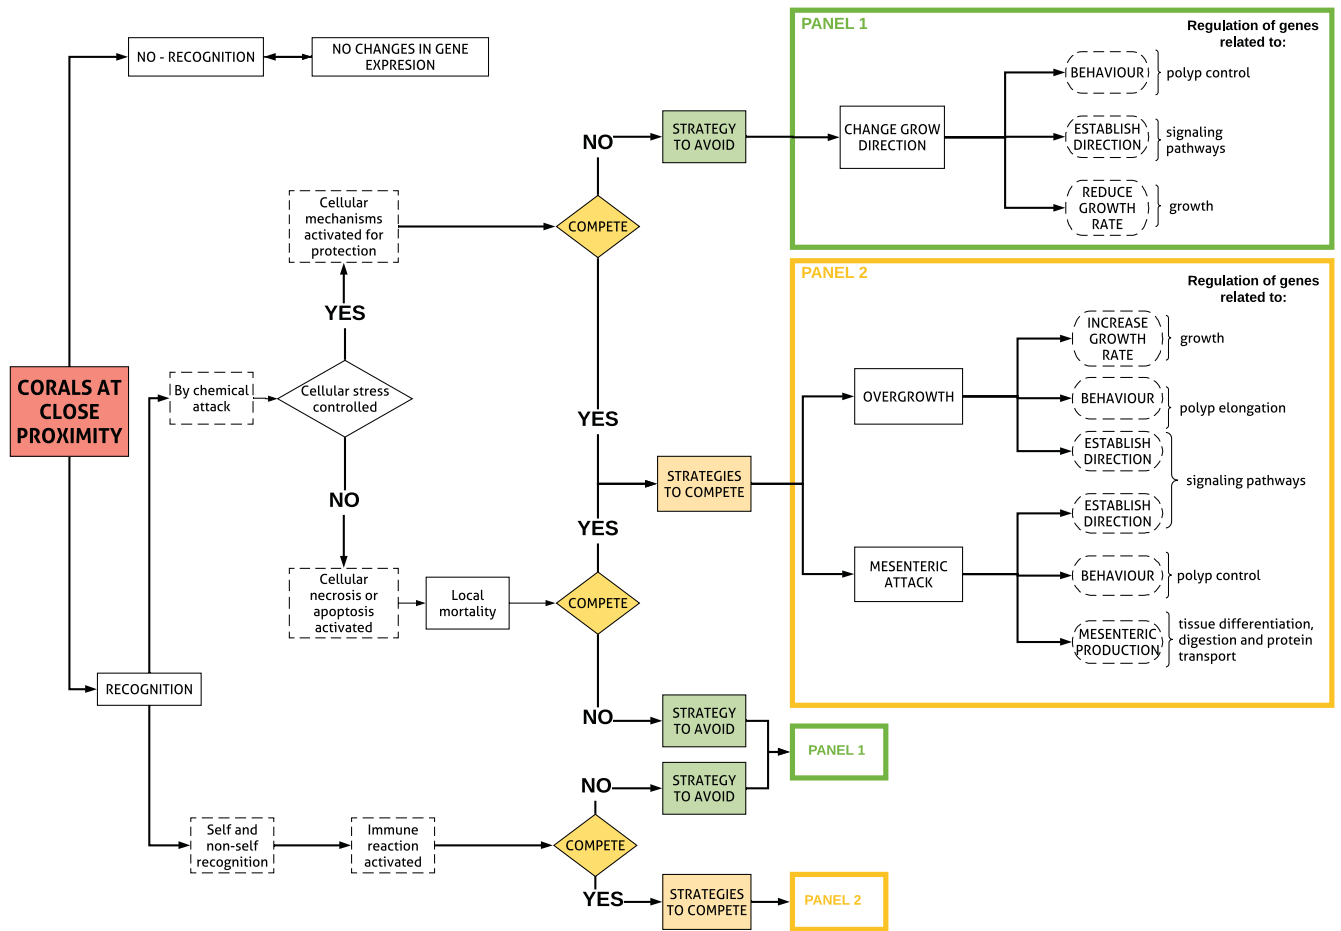 PANEL 1
Regulation of genes
related to:
NO - RECOGNITION
NO CHANGES IN GENE
EXPRESION
BEHAVIOUR
polyp control
NO
STRATEGY
TO AVOID
CHANGE GROW
DIRECTION
ESTABLISH
DIRECTION
signaling
pathways
REDUCE
GROWTH
RATE
growth
Cellular
mechanisms
activated for
protection
COMPETE
YES
PANEL 2
Regulation of genes
related to:
INCREASE
GROWTH
RATE
growth
CORALS AT
CLOSE
PROXIMITY
By chemical
attack
Cellular stress
controlled
YES
OVERGROWTH
BEHAVIOUR
polyp elongation
ESTABLISH
DIRECTION
signaling pathways
STRATEGIES
TO COMPETE
NO
YES
ESTABLISH
DIRECTION
Cellular
necrosis or
apoptosis
activated
Local
mortality
COMPETE
MESENTERIC
ATTACK
BEHAVIOUR
polyp control
MESENTERIC
PRODUCTION
tissue differentiation,
digestion and protein
transport
RECOGNITION
NO
STRATEGY
TO AVOID
PANEL 1
NO
STRATEGY
TO AVOID
Self and
non-self
recognition
Immune
reaction
activated
COMPETE
YES
STRATEGIES
TO COMPETE
PANEL 2